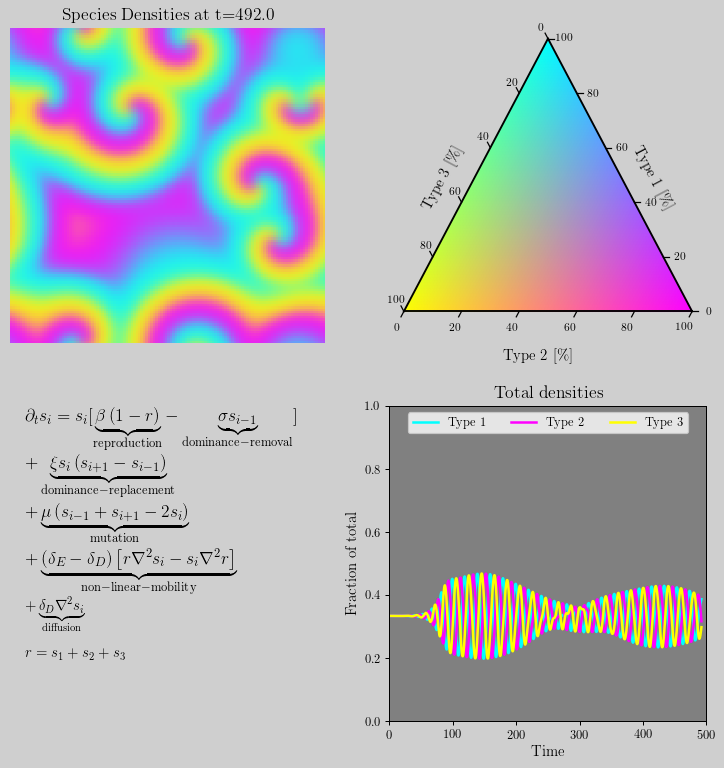 Species Densities at t=492.0
0
100
20
80
40
60
Type 3 [%]
Type 1 [%]
60
40
80
20
100
0
0
20
40
60
80
100
Type 2 [%]
∂ₜsᵢ = sᵢ[ β (1 − r) − σsᵢ₋₁ ]
reproduction dominance−removal
+ ξsᵢ (sᵢ₊₁ − sᵢ₋₁)
dominance−replacement
+ μ (sᵢ₋₁ + sᵢ₊₁ − 2sᵢ)
mutation
+ (δ_E − δ_D) [r∇²sᵢ − sᵢ∇²r]
non−linear−mobility
+ δ_D∇²sᵢ
diffusion
r = s₁ + s₂ + s₃
Total densities
Type 1 Type 2 Type 3
1.0
0.8
0.6
0.4
0.2
0.0
Fraction of total
0 100 200 300 400 500
Time